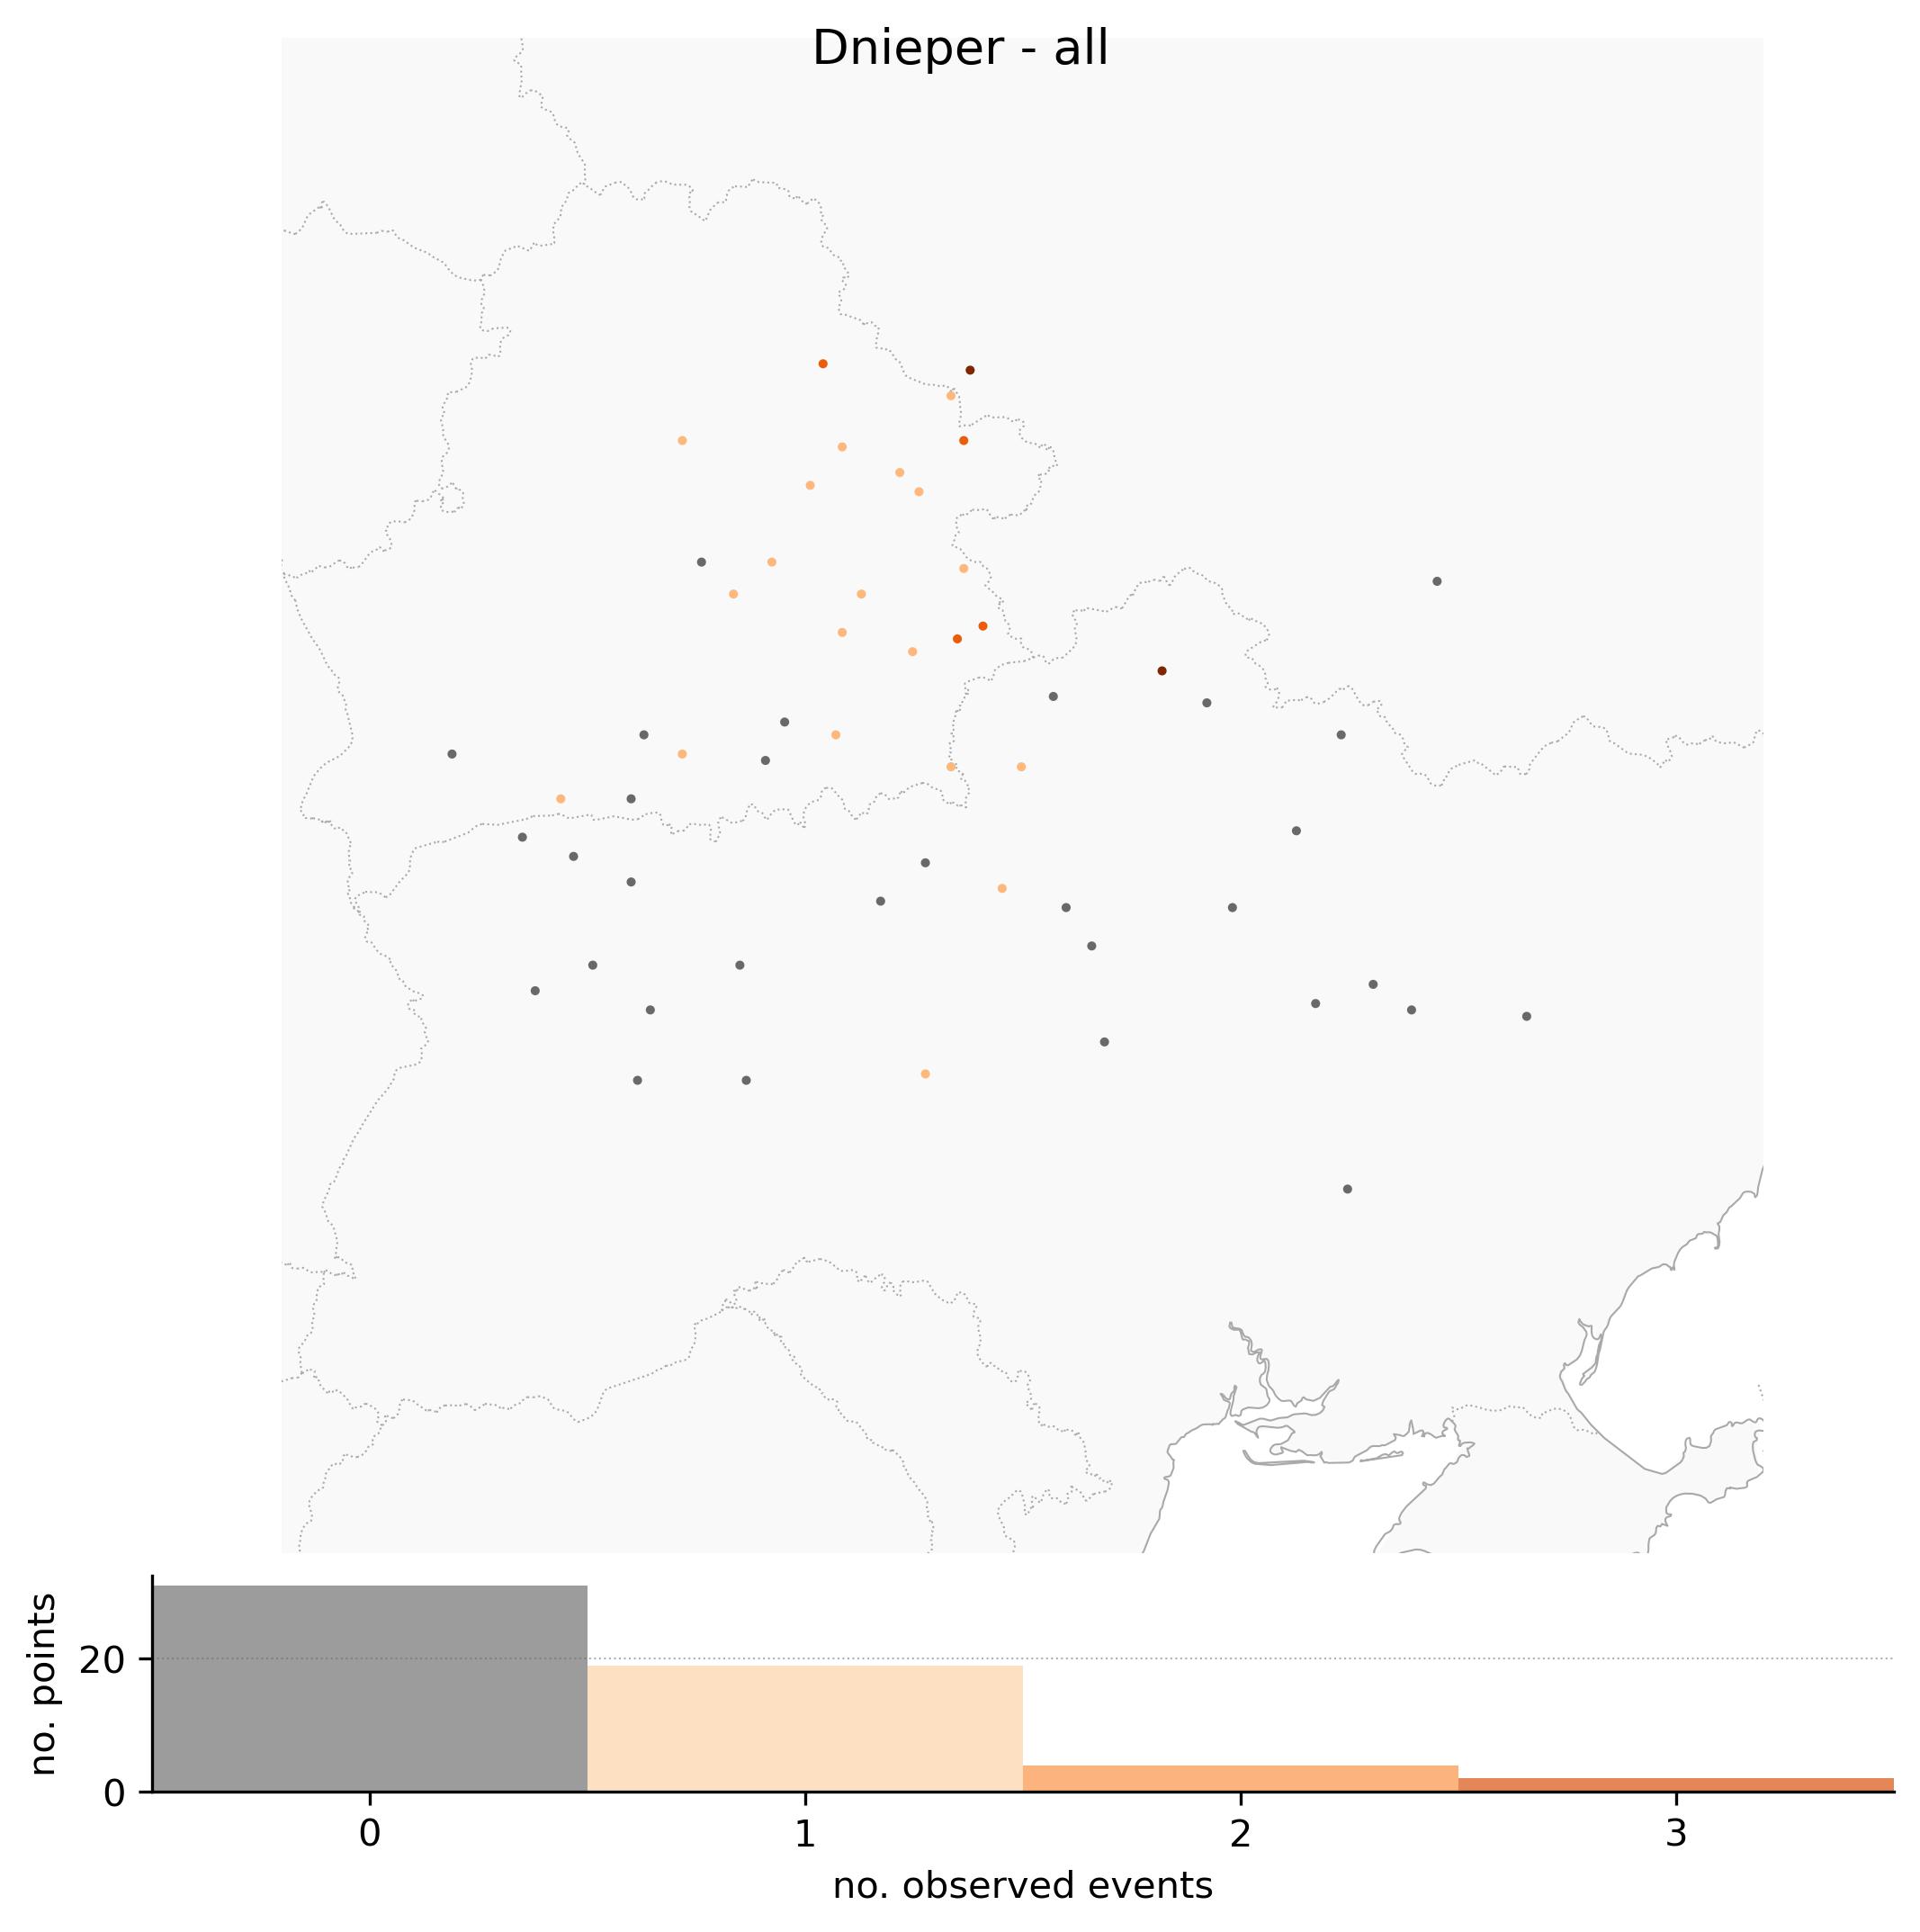 Dnieper - all
no. points
20
0
0 1 2 3
no. observed events